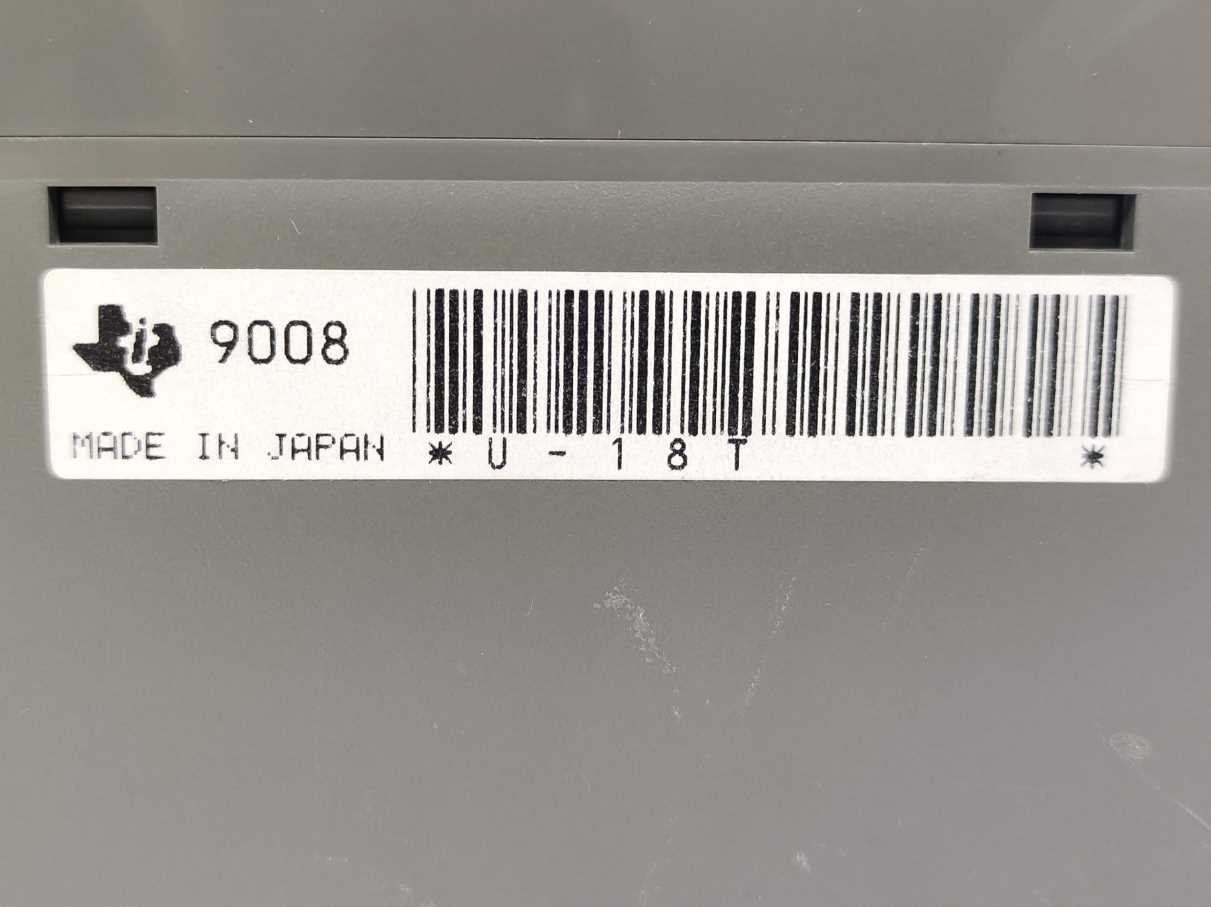 9008
MADE IN JAPAN
*U-18T *